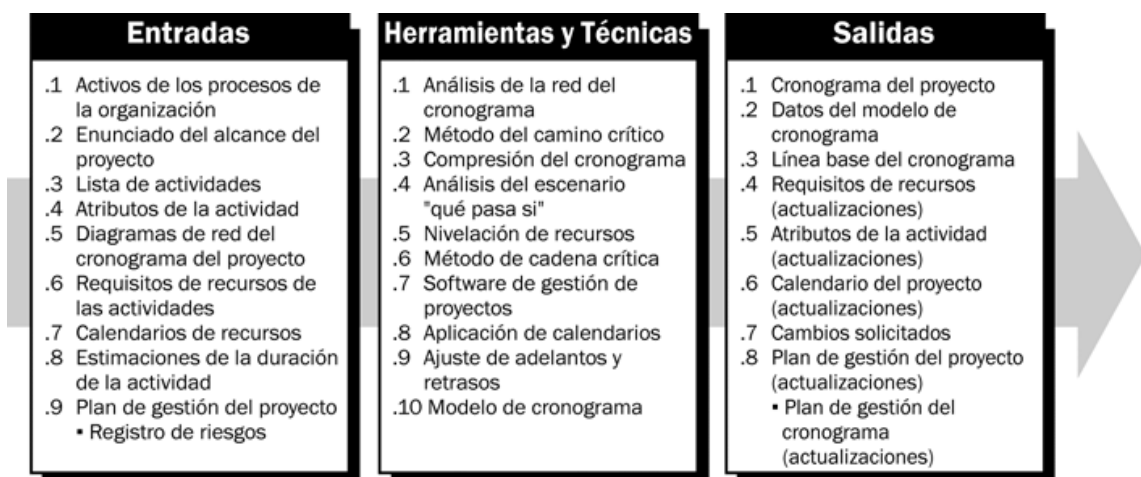 Entradas
.1 Activos de los procesos de
la organización
.2 Enunciado del alcance del
proyecto
.3 Lista de actividades
.4 Atributos de la actividad
.5 Diagramas de red del
cronograma del proyecto
.6 Requisitos de recursos de
las actividades
.7 Calendarios de recursos
.8 Estimaciones de la duración
de la actividad
.9 Plan de gestión del proyecto
▪ Registro de riesgos
Herramientas y Técnicas
.1 Análisis de la red del
cronograma
.2 Método del camino crítico
.3 Compresión del cronograma
.4 Análisis del escenario
"qué pasa si"
.5 Nivelación de recursos
.6 Método de cadena crítica
.7 Software de gestión de
proyectos
.8 Aplicación de calendarios
.9 Ajuste de adelantos y
retrasos
.10 Modelo de cronograma
Salidas
.1 Cronograma del proyecto
.2 Datos del modelo de
cronograma
.3 Línea base del cronograma
.4 Requisitos de recursos
(actualizaciones)
.5 Atributos de la actividad
(actualizaciones)
.6 Calendario del proyecto
(actualizaciones)
.7 Cambios solicitados
.8 Plan de gestión del proyecto
(actualizaciones)
▪ Plan de gestión del
cronograma
(actualizaciones)